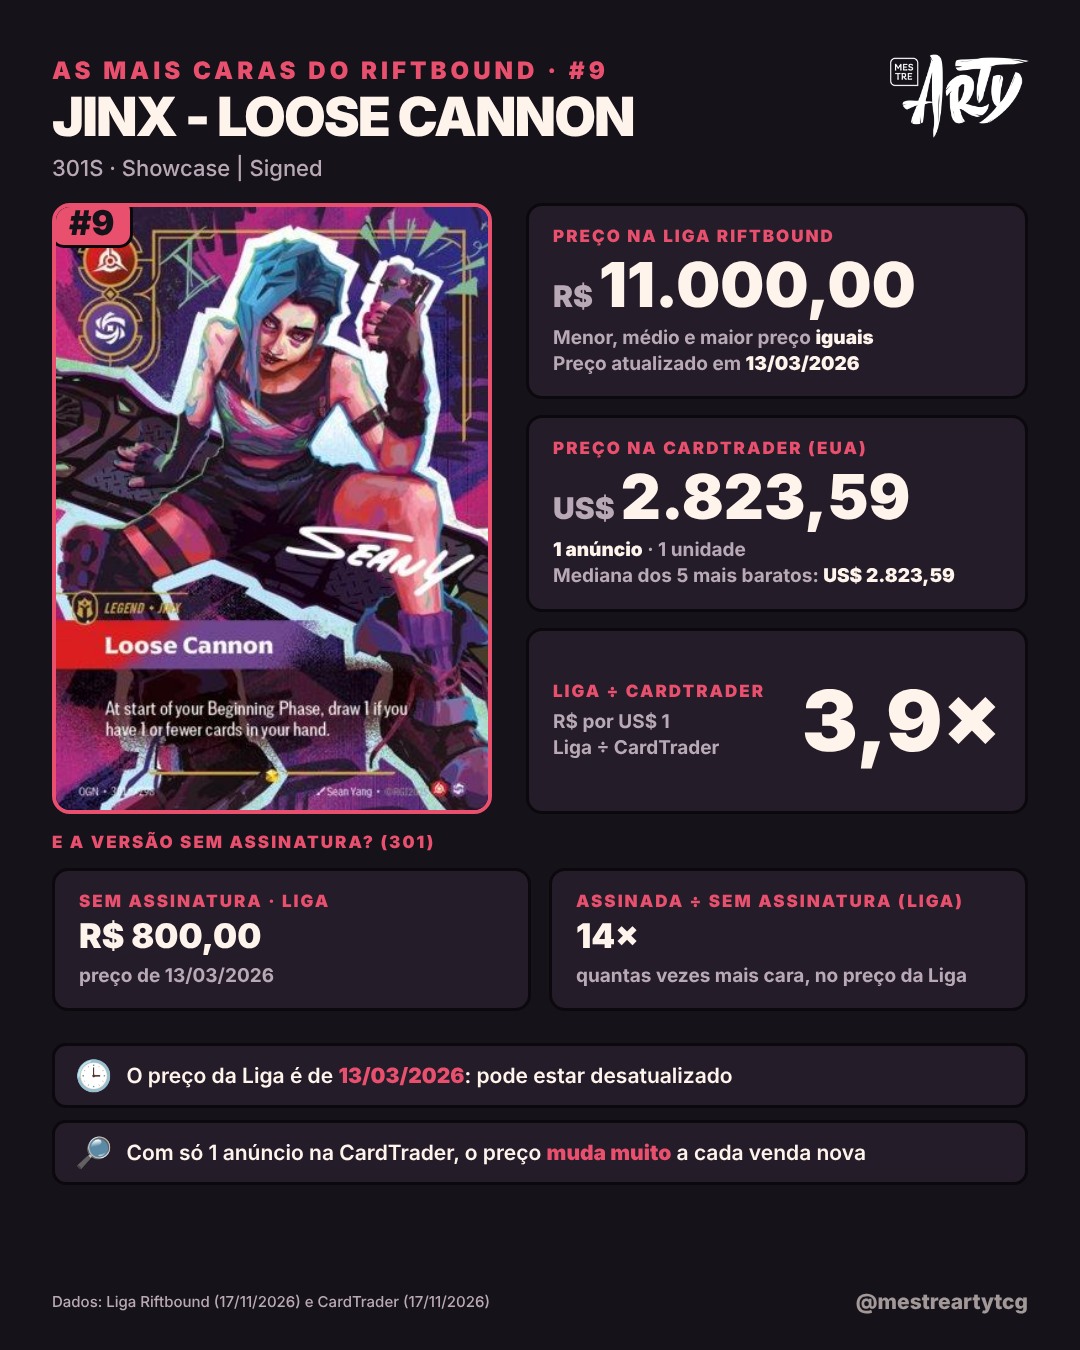 AS MAIS CARAS DO RIFTBOUND · #9
JINX - LOOSE CANNON
301S · Showcase | Signed
MES
TRE
ARTY
#9
SEANY
LEGEND • JINX
Loose Cannon
At start of your Beginning Phase, draw 1 if you
have 1 or fewer cards in your hand.
OGN •
Sean Yang •
PREÇO NA LIGA RIFTBOUND
R$ 11.000,00
Menor, médio e maior preço iguais
Preço atualizado em 13/03/2026
PREÇO NA CARDTRADER (EUA)
US$ 2.823,59
1 anúncio · 1 unidade
Mediana dos 5 mais baratos: US$ 2.823,59
LIGA ÷ CARDTRADER
R$ por US$ 1
Liga ÷ CardTrader
3,9×
E A VERSÃO SEM ASSINATURA? (301)
SEM ASSINATURA · LIGA
R$ 800,00
preço de 13/03/2026
ASSINADA ÷ SEM ASSINATURA (LIGA)
14×
quantas vezes mais cara, no preço da Liga
O preço da Liga é de 13/03/2026: pode estar desatualizado
Com só 1 anúncio na CardTrader, o preço muda muito a cada venda nova
Dados: Liga Riftbound (17/11/2026) e CardTrader (17/11/2026)
@mestreartytcg